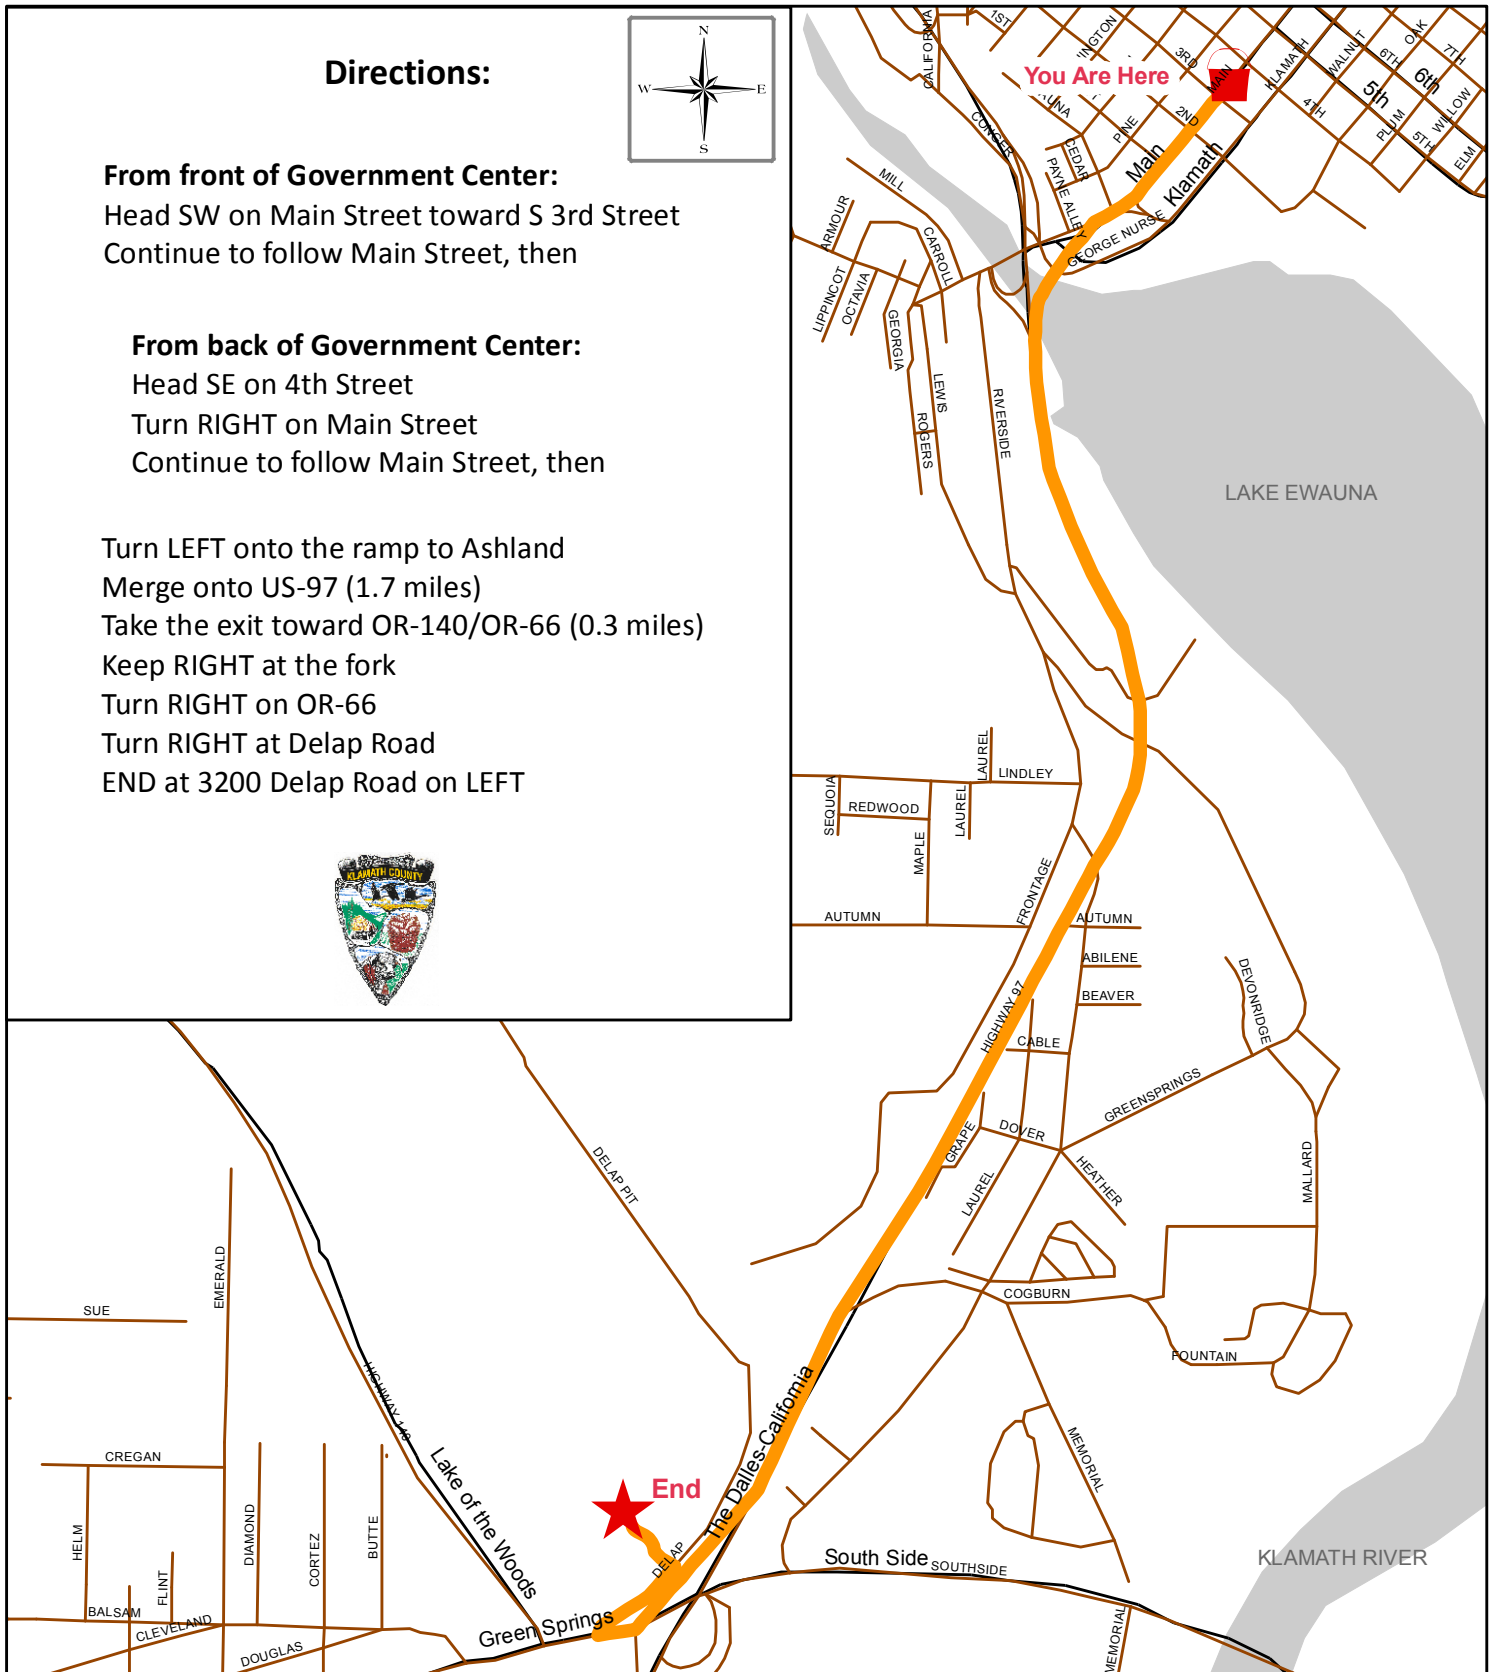 Directions:
N
W
E
S
From front of Government Center:
Head SW on Main Street toward S 3rd Street
Continue to follow Main Street, then
From back of Government Center:
Head SE on 4th Street
Turn RIGHT on Main Street
Continue to follow Main Street, then
Turn LEFT onto the ramp to Ashland
Merge onto US-97 (1.7 miles)
Take the exit toward OR-140/OR-66 (0.3 miles)
Keep RIGHT at the fork
Turn RIGHT on OR-66
Turn RIGHT at Delap Road
END at 3200 Delap Road on LEFT
KLAMATH COUNTY
CALIFORNIA
1ST
3RD
MAIN
KLAMATH
WALNUT
OAK
6TH
7TH
You Are Here
6th
5th
4TH
2ND
PLUM
5TH
WILLOW
ELM
CONGER
PINE
CEDAR
PAYNE ALLEY
Main
Klamath
GEORGE NURSE
MILL
ARMOUR
CARROLL
LIPPINCOT
OCTAVIA
GEORGIA
LEWIS
ROGERS
RIVERSIDE
LAKE EWAUNA
LAUREL
LINDLEY
SEQUOIA
REDWOOD
LAUREL
MAPLE
FRONTAGE
AUTUMN
AUTUMN
ABILENE
BEAVER
DEVONRIDGE
HIGHWAY 97
CABLE
GREENSPRINGS
GRAPE
DOVER
HEATHER
LAUREL
MALLARD
DELAP PIT
EMERALD
SUE
COGBURN
FOUNTAIN
HIGHWAY 140
The Dalles-California
MEMORIAL
CREGAN
Lake of the Woods
End
HELM
FLINT
DIAMOND
CORTEZ
BUTTE
DELAP
South Side
SOUTHSIDE
KLAMATH RIVER
BALSAM
CLEVELAND
DOUGLAS
Green Springs
MEMORIAL